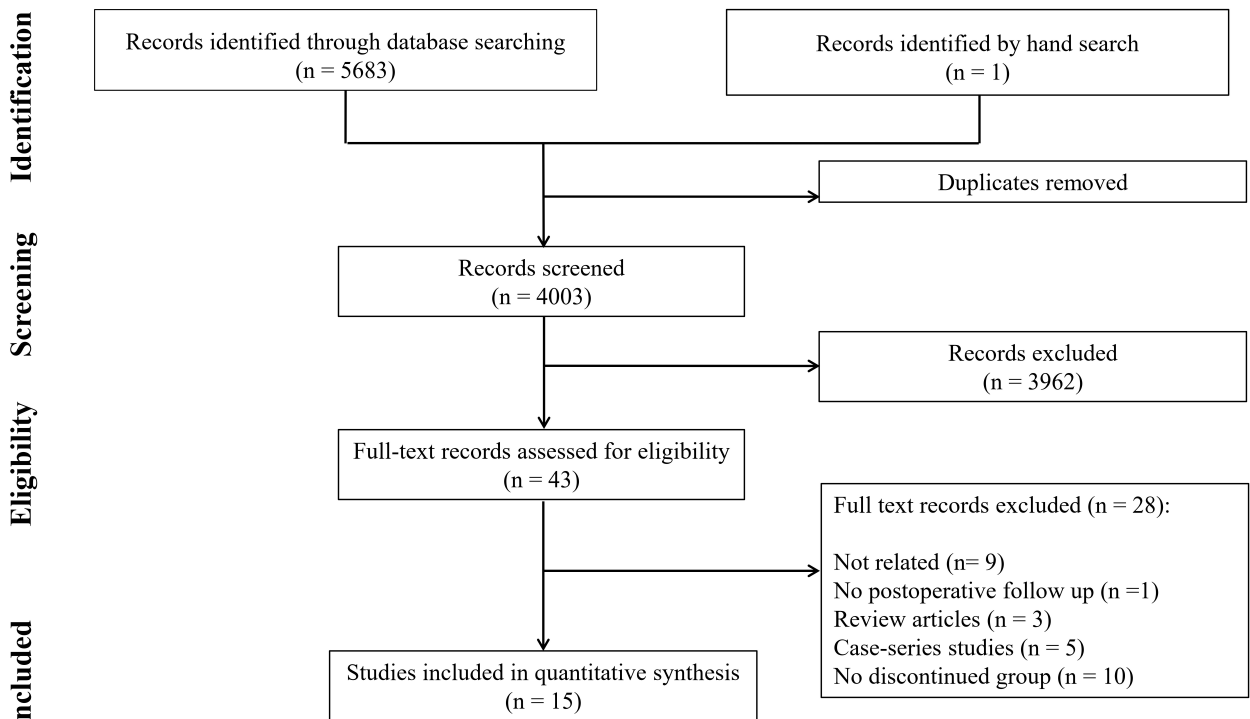 Identification
Records identified through database searching
(n = 5683)
Records identified by hand search
(n = 1)
Duplicates removed
Screening
Records screened
(n = 4003)
Records excluded
(n = 3962)
Eligibility
Full-text records assessed for eligibility
(n = 43)
Full text records excluded (n = 28):
Not related (n= 9)
No postoperative follow up (n =1)
Review articles (n = 3)
Case-series studies (n = 5)
No discontinued group (n = 10)
ncluded
Studies included in quantitative synthesis
(n = 15)